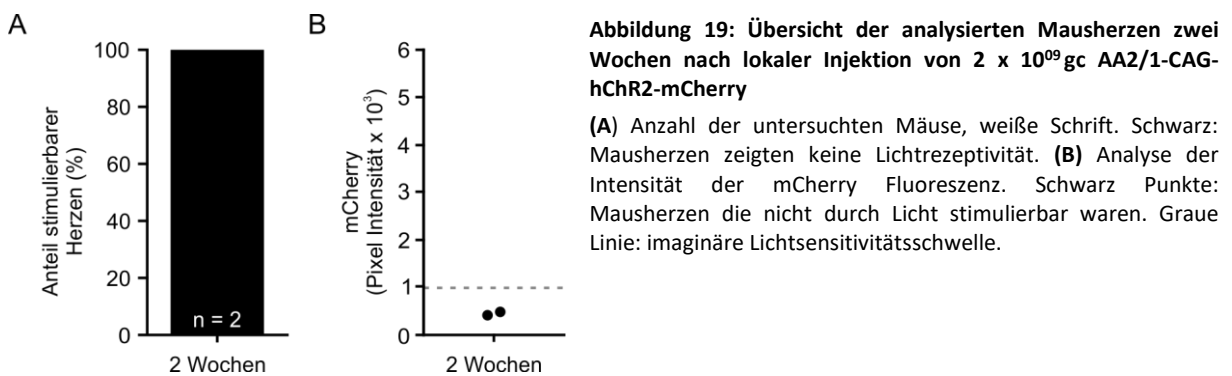 A
Anteil stimulierbarer
Herzen (%)
100
80
60
40
20
0
n = 2
2 Wochen
B
mCherry
(Pixel Intensität x 10³)
6
5
4
3
2
1
0
2 Wochen
Abbildung 19: Übersicht der analysierten Mausherzen zwei
Wochen nach lokaler Injektion von 2 x 10⁰⁹ gc AA2/1-CAG-
hChR2-mCherry
(A) Anzahl der untersuchten Mäuse, weiße Schrift. Schwarz:
Mausherzen zeigten keine Lichtrezeptivität. (B) Analyse der
Intensität der mCherry Fluoreszenz. Schwarz Punkte:
Mausherzen die nicht durch Licht stimulierbar waren. Graue
Linie: imaginäre Lichtsensitivitätsschwelle.